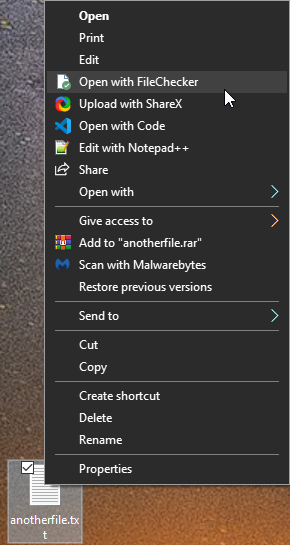 Open
Print
Edit
Open with FileChecker
Upload with ShareX
Open with Code
Edit with Notepad++
Share
Open with
Give access to
Add to "anotherfile.rar"
Scan with Malwarebytes
Restore previous versions
Send to
Cut
Copy
Create shortcut
Delete
Rename
Properties
anotherfile.tx
t